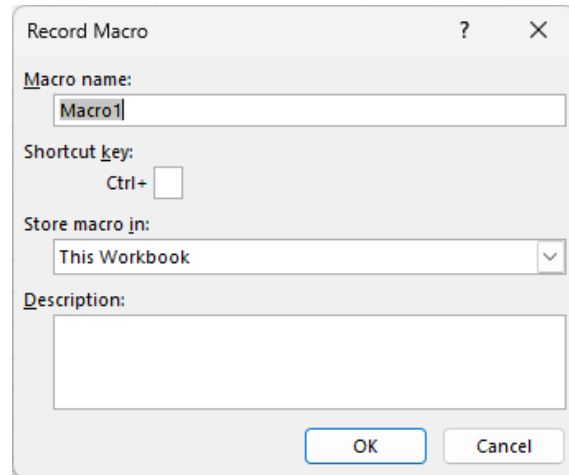 Record Macro ? ×
Macro name:
Macro1
Shortcut key:
Ctrl+
Store macro in:
This Workbook
Description:
OK Cancel